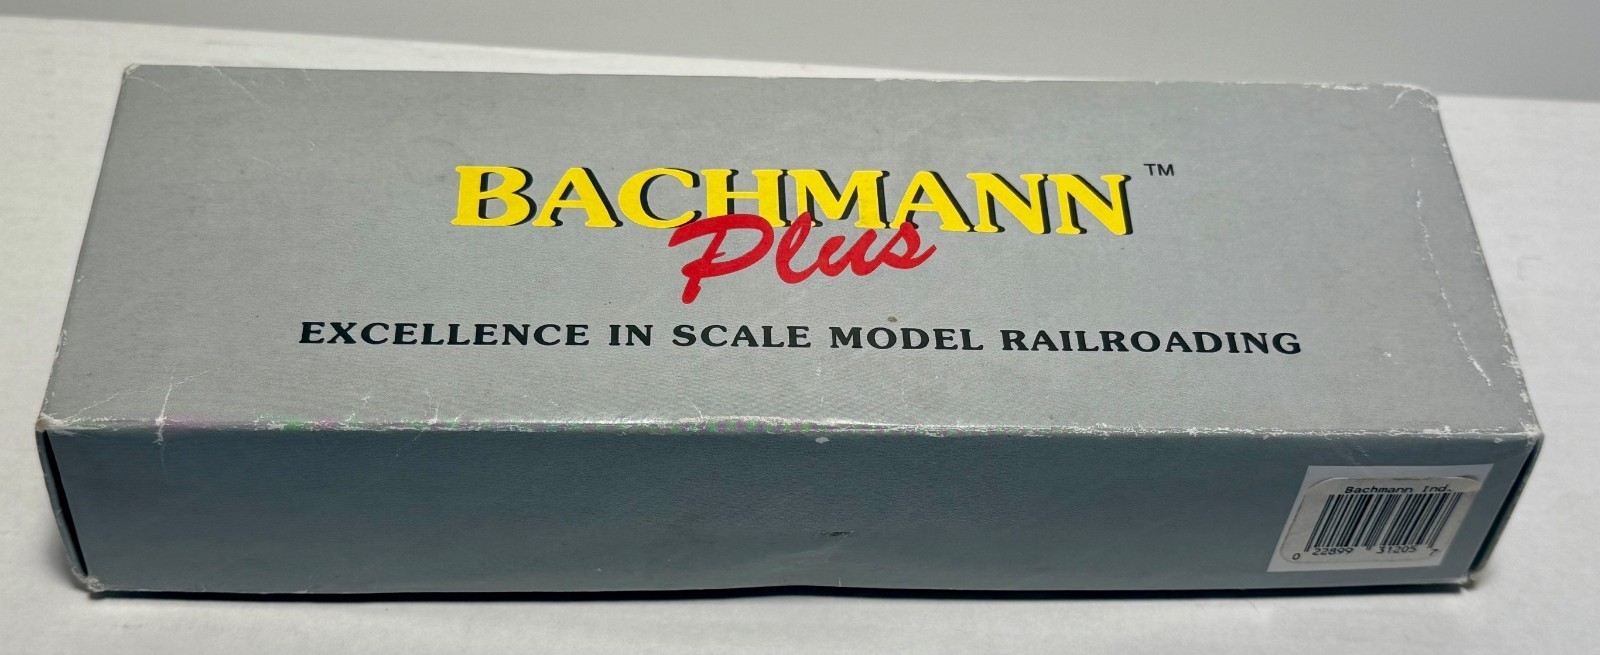 BACHMANN™
Plus
EXCELLENCE IN SCALE MODEL RAILROADING
Bachmann Ind.
0 22899 31205 7